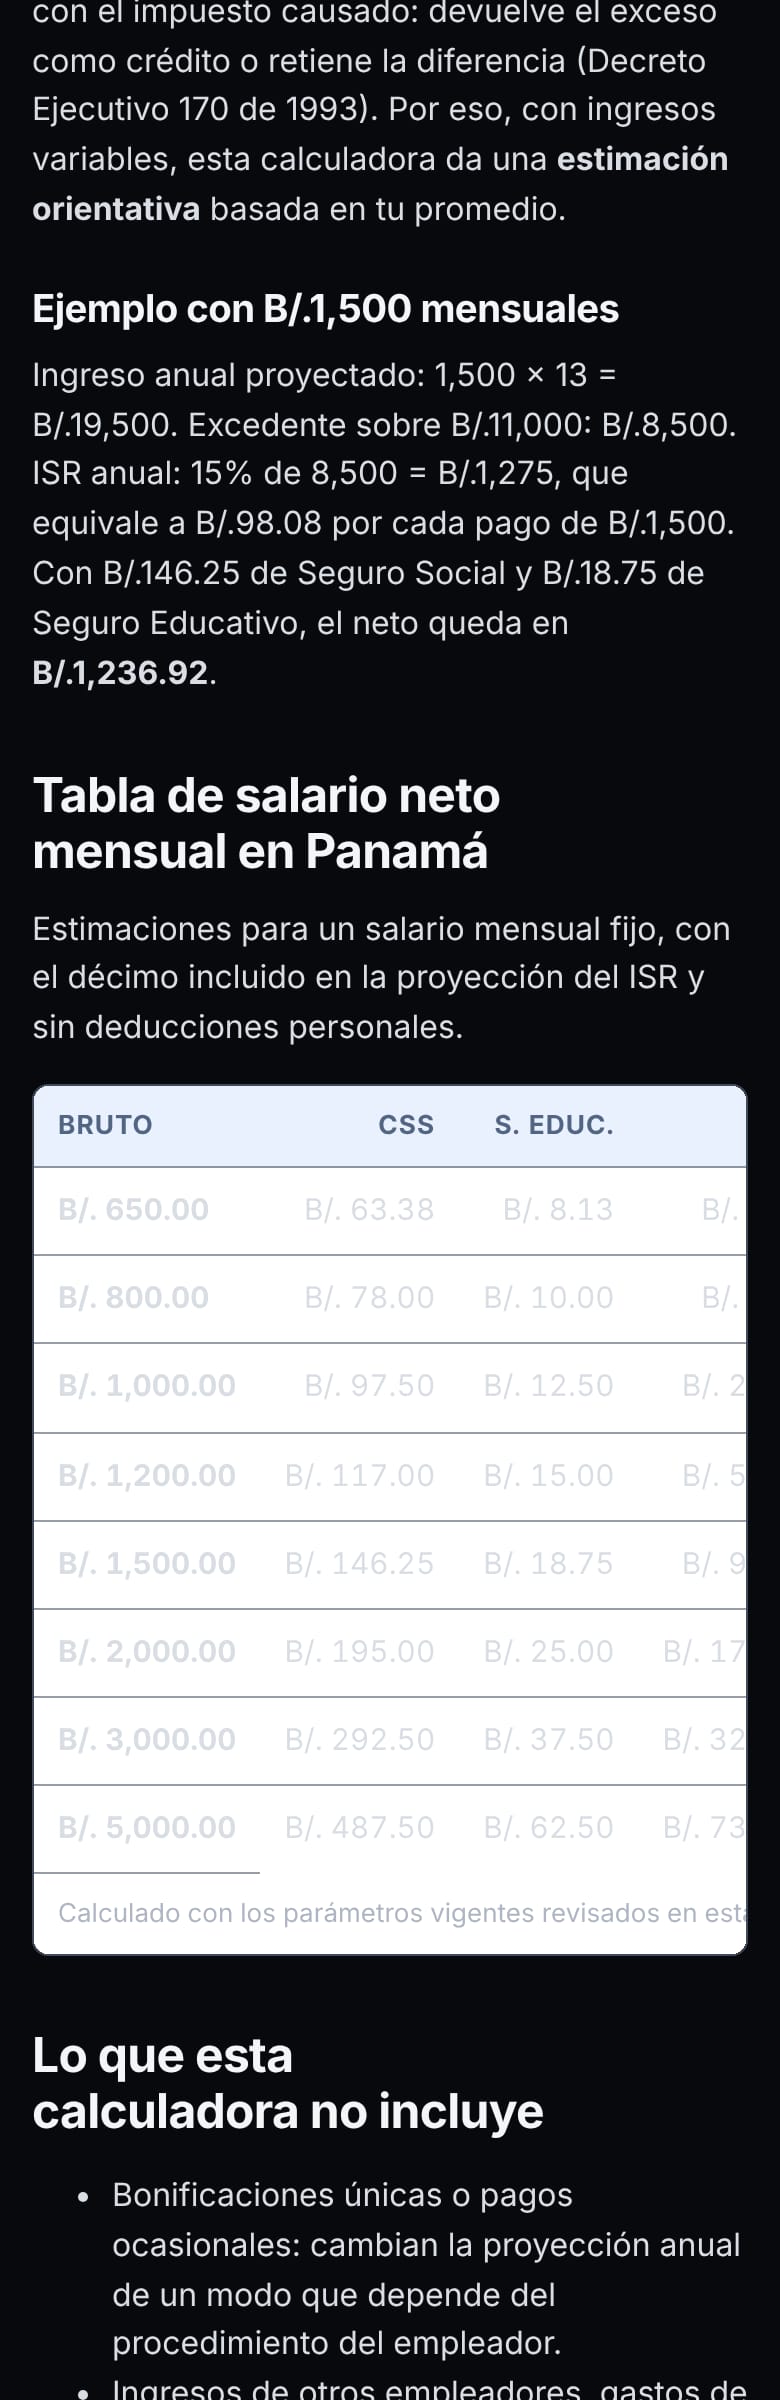 con el impuesto causado: devuelve el exceso
como crédito o retiene la diferencia (Decreto
Ejecutivo 170 de 1993). Por eso, con ingresos
variables, esta calculadora da una estimación
orientativa basada en tu promedio.
Ejemplo con B/.1,500 mensuales
Ingreso anual proyectado: 1,500 × 13 =
B/.19,500. Excedente sobre B/.11,000: B/.8,500.
ISR anual: 15% de 8,500 = B/.1,275, que
equivale a B/.98.08 por cada pago de B/.1,500.
Con B/.146.25 de Seguro Social y B/.18.75 de
Seguro Educativo, el neto queda en
B/.1,236.92.
Tabla de salario neto
mensual en Panamá
Estimaciones para un salario mensual fijo, con
el décimo incluido en la proyección del ISR y
sin deducciones personales.
BRUTO CSS S. EDUC.
B/. 650.00 B/. 63.38 B/. 8.13 B/.
B/. 800.00 B/. 78.00 B/. 10.00 B/.
B/. 1,000.00 B/. 97.50 B/. 12.50 B/. 2
B/. 1,200.00 B/. 117.00 B/. 15.00 B/. 5
B/. 1,500.00 B/. 146.25 B/. 18.75 B/. 9
B/. 2,000.00 B/. 195.00 B/. 25.00 B/. 17
B/. 3,000.00 B/. 292.50 B/. 37.50 B/. 32
B/. 5,000.00 B/. 487.50 B/. 62.50 B/. 73
Calculado con los parámetros vigentes revisados en esta
Lo que esta
calculadora no incluye
• Bonificaciones únicas o pagos
ocasionales: cambian la proyección anual
de un modo que depende del
procedimiento del empleador.
• Ingresos de otros empleadores, gastos de